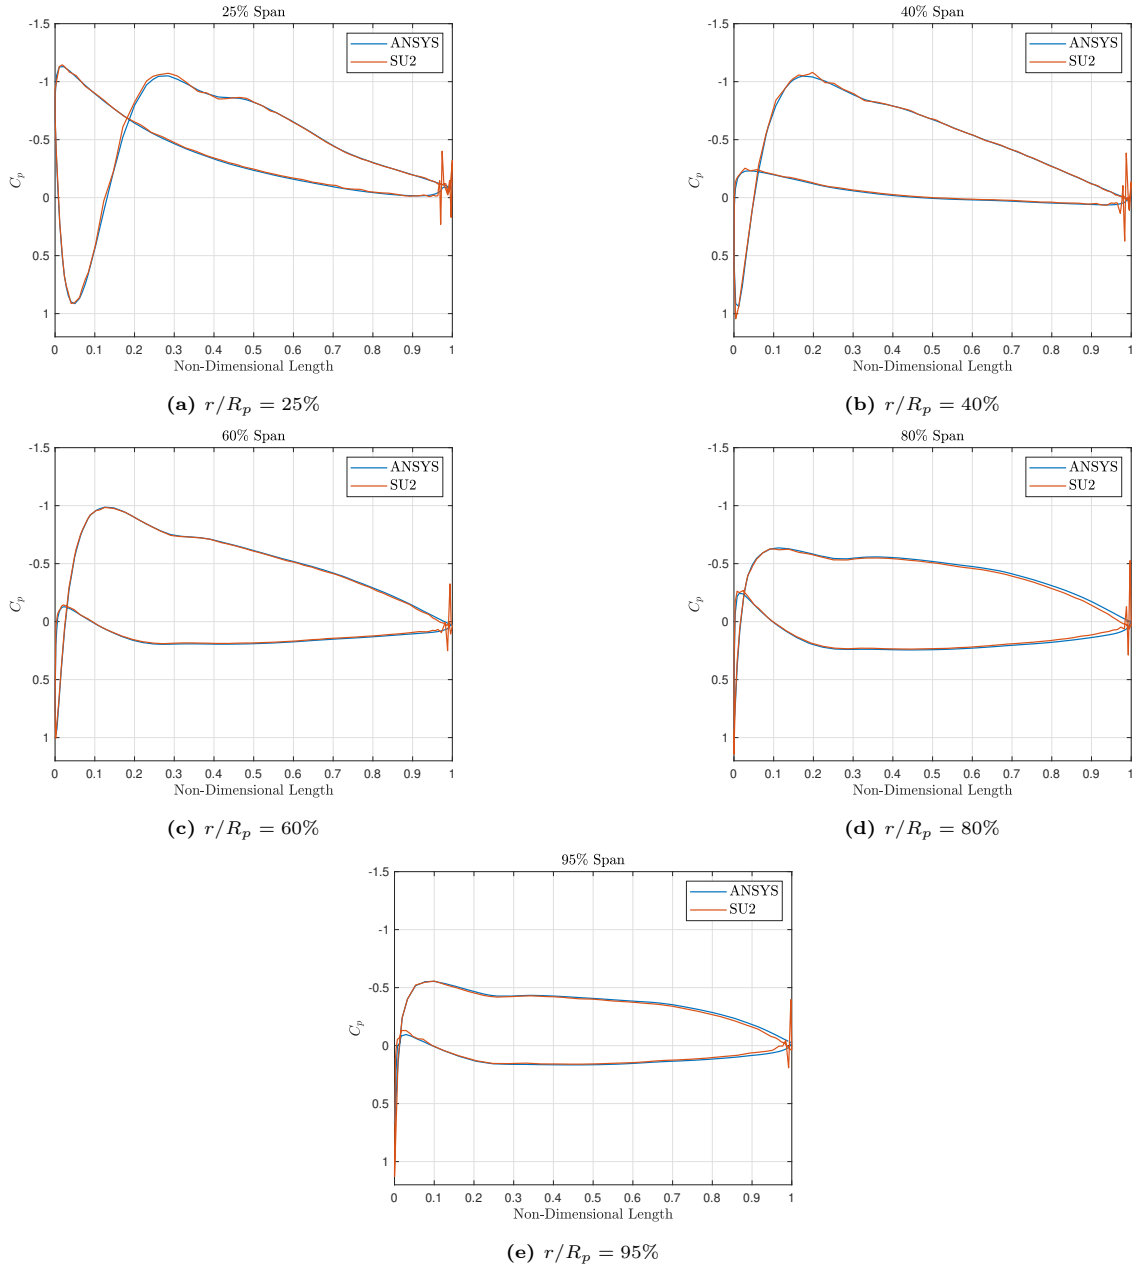 25% Span
-1.5
-1
-0.5
0
0.5
1
C_p
ANSYS
SU2
0 0.1 0.2 0.3 0.4 0.5 0.6 0.7 0.8 0.9 1
Non-Dimensional Length
(a) r/R_p = 25%
40% Span
-1.5
-1
-0.5
0
0.5
1
C_p
ANSYS
SU2
0 0.1 0.2 0.3 0.4 0.5 0.6 0.7 0.8 0.9 1
Non-Dimensional Length
(b) r/R_p = 40%
60% Span
-1.5
-1
-0.5
0
0.5
1
C_p
ANSYS
SU2
0 0.1 0.2 0.3 0.4 0.5 0.6 0.7 0.8 0.9 1
Non-Dimensional Length
(c) r/R_p = 60%
80% Span
-1.5
-1
-0.5
0
0.5
1
C_p
ANSYS
SU2
0 0.1 0.2 0.3 0.4 0.5 0.6 0.7 0.8 0.9 1
Non-Dimensional Length
(d) r/R_p = 80%
95% Span
-1.5
-1
-0.5
0
0.5
1
C_p
ANSYS
SU2
0 0.1 0.2 0.3 0.4 0.5 0.6 0.7 0.8 0.9 1
Non-Dimensional Length
(e) r/R_p = 95%